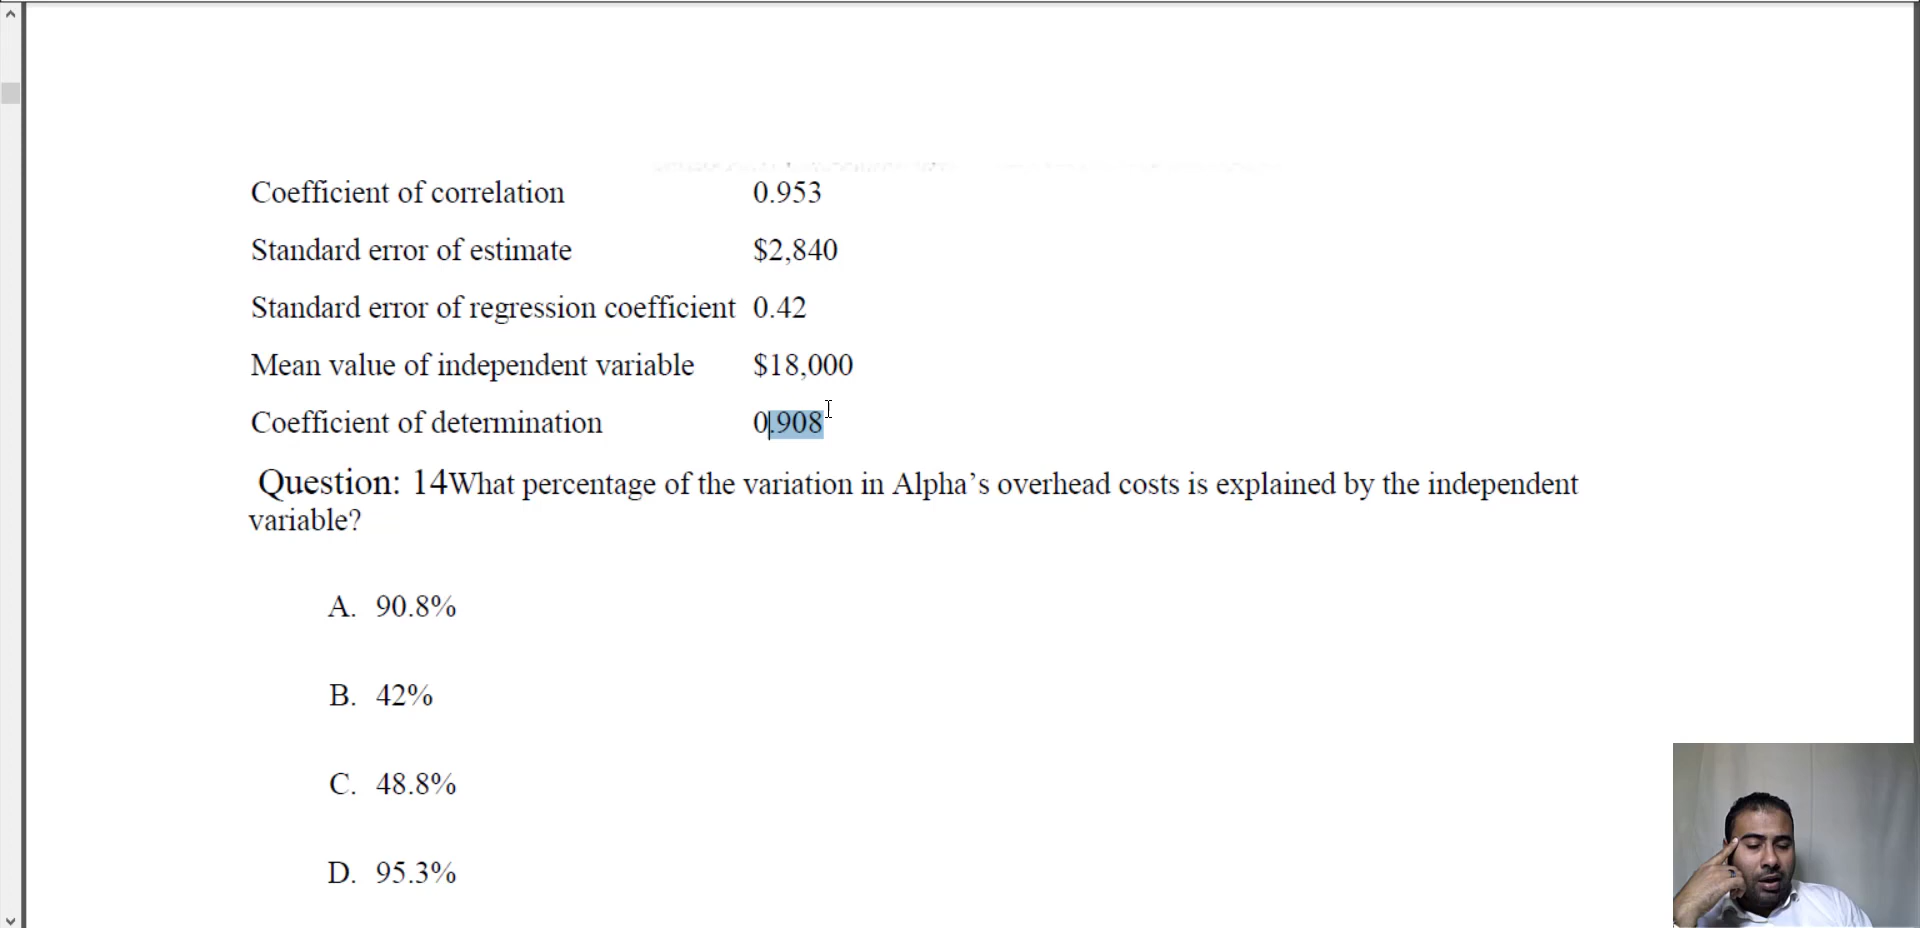 Coefficient of correlation 0.953
Standard error of estimate $2,840
Standard error of regression coefficient 0.42
Mean value of independent variable $18,000
Coefficient of determination 0.908
Question: 14What percentage of the variation in Alpha’s overhead costs is explained by the independent
variable?
A. 90.8%
B. 42%
C. 48.8%
D. 95.3%